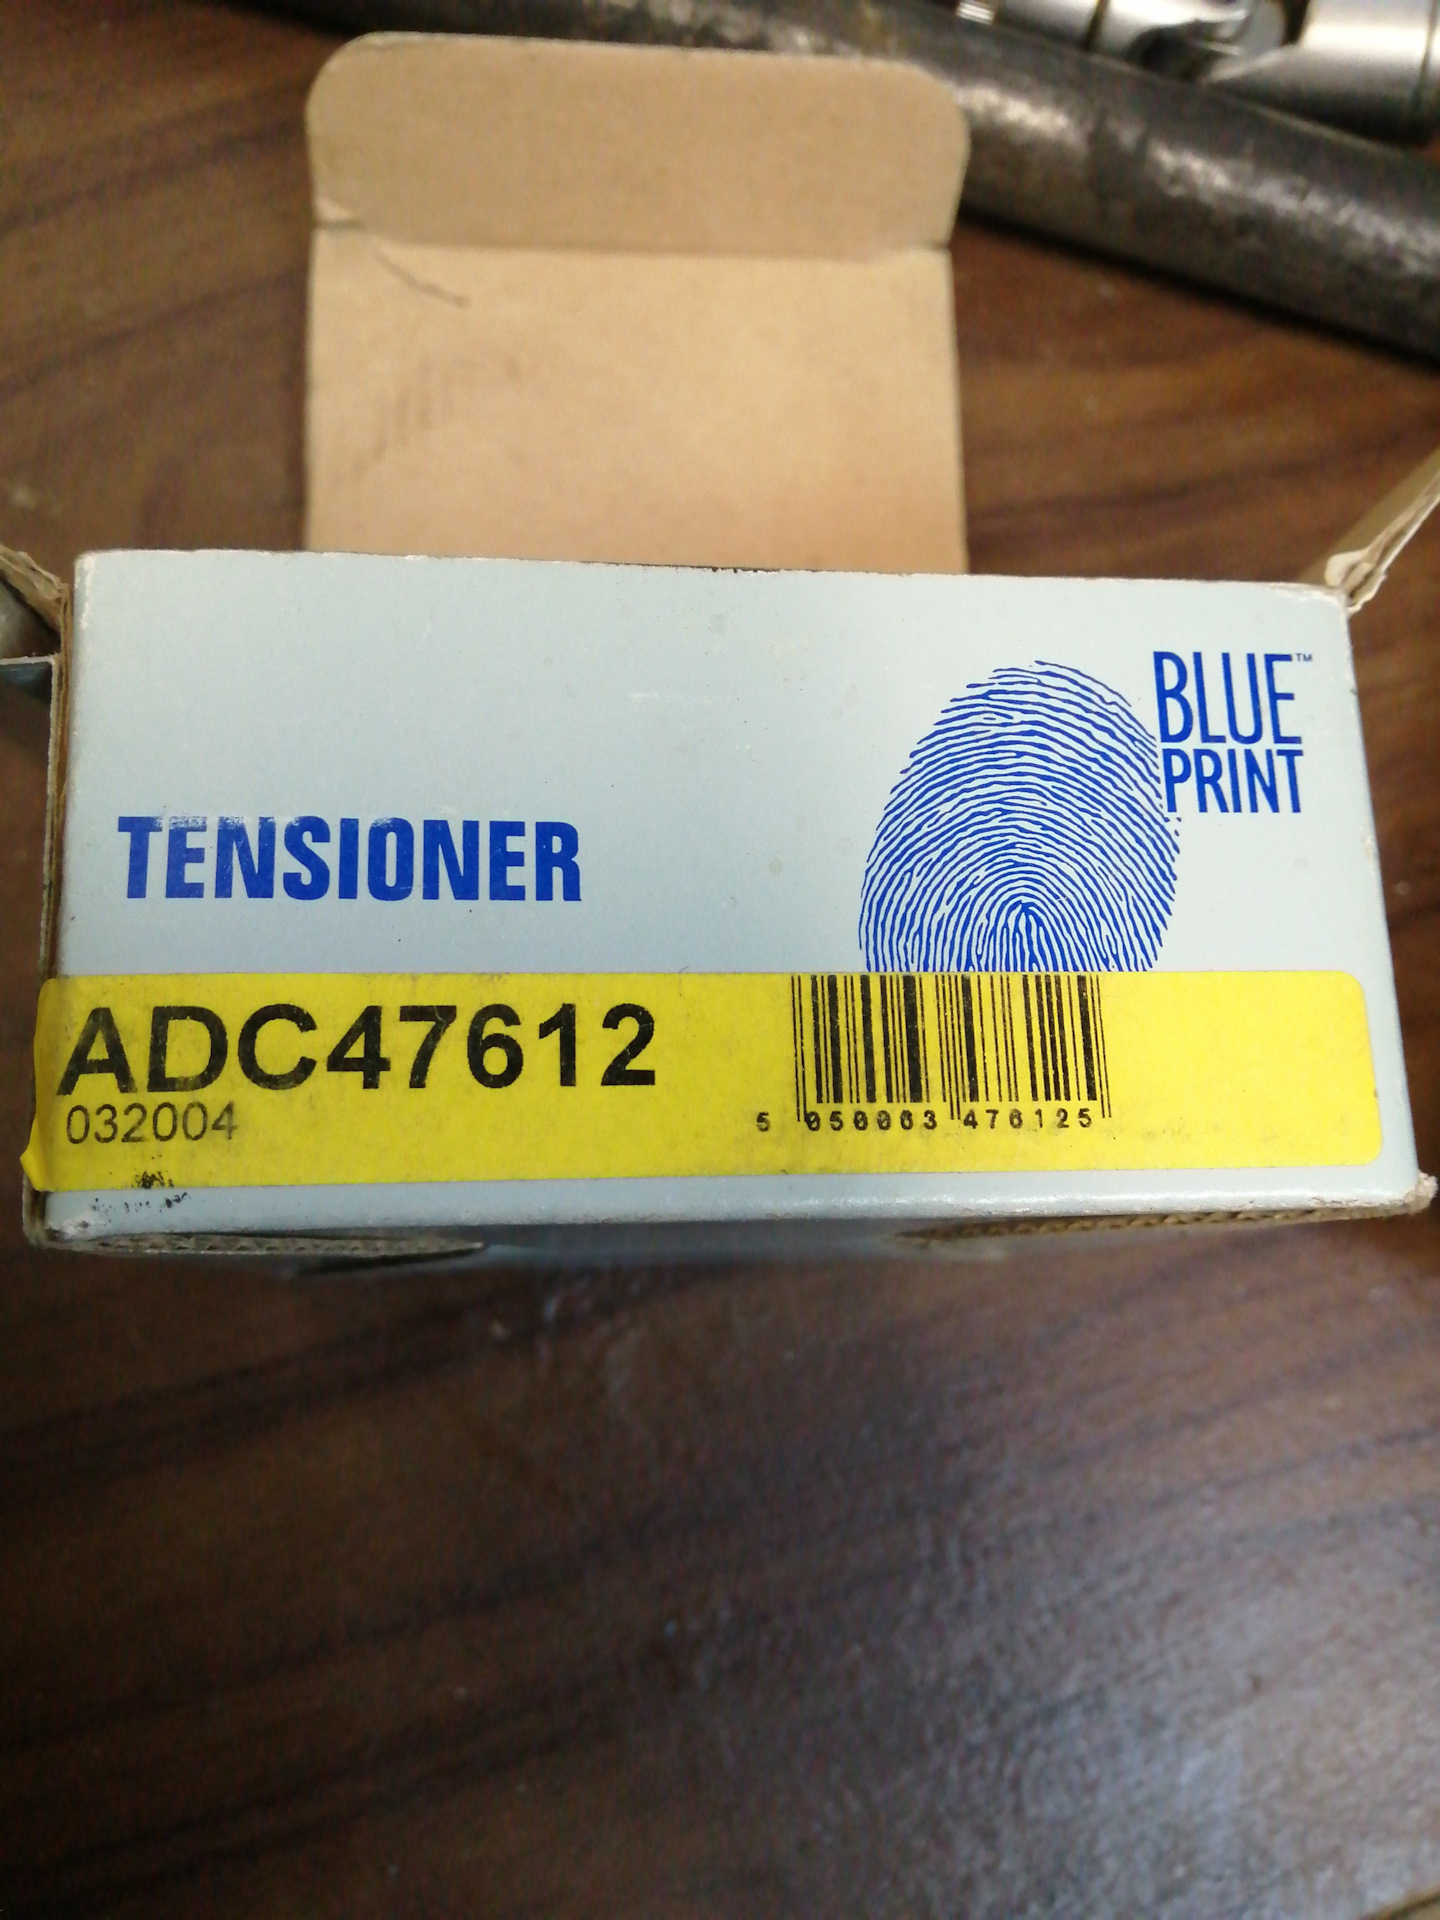 BLUE™
PRINT
TENSIONER
ADC47612
032004
5 050063 476125